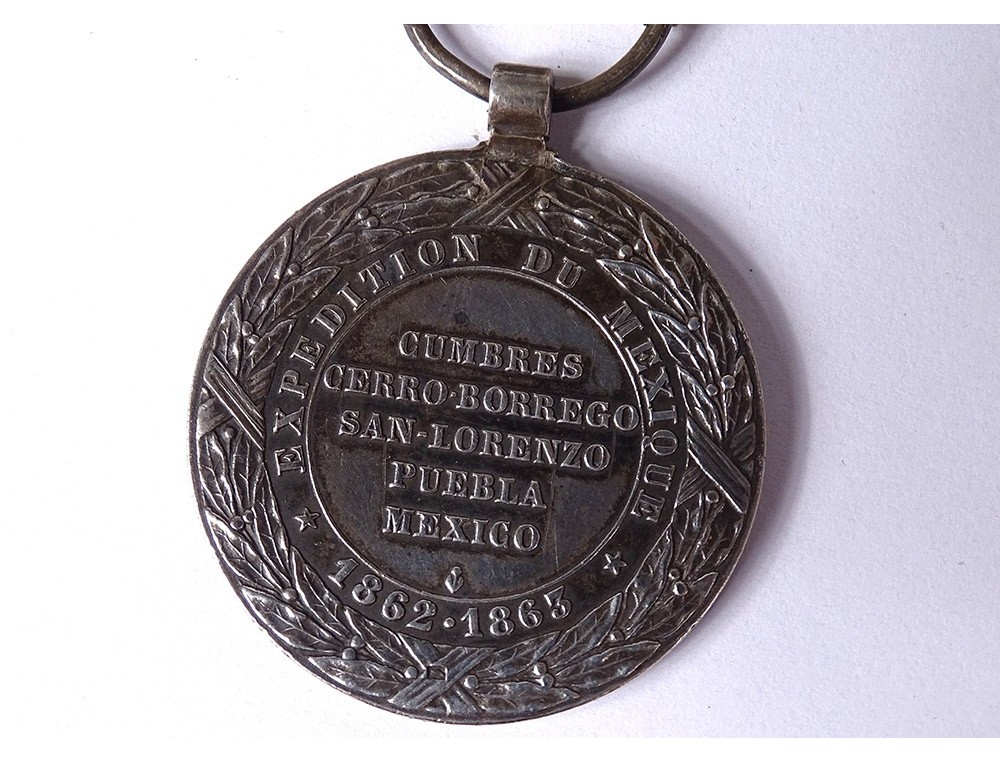 EXPEDITION DU MEXIQUE
CUMBRES
CERRO-BORREGO
SAN-LORENZO
PUEBLA
MEXICO
1862·1863